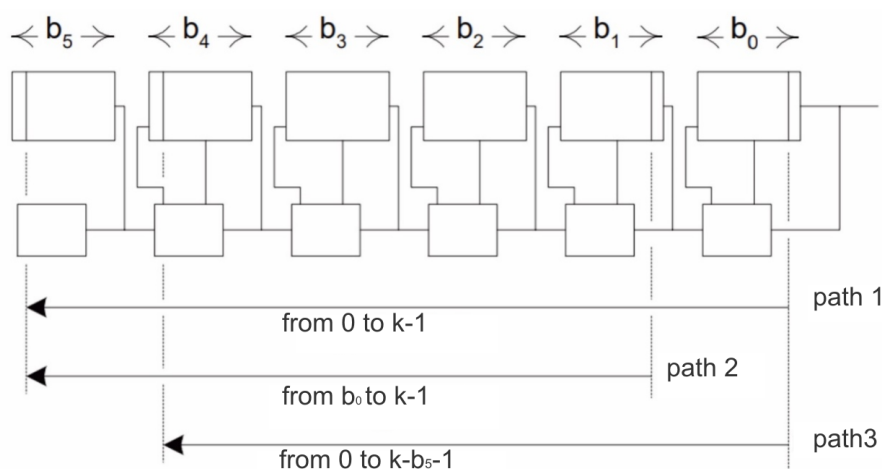 b₅ b₄ b₃ b₂ b₁ b₀
path 1
from 0 to k-1
path 2
from b₀ to k-1
path3
from 0 to k-b₅-1